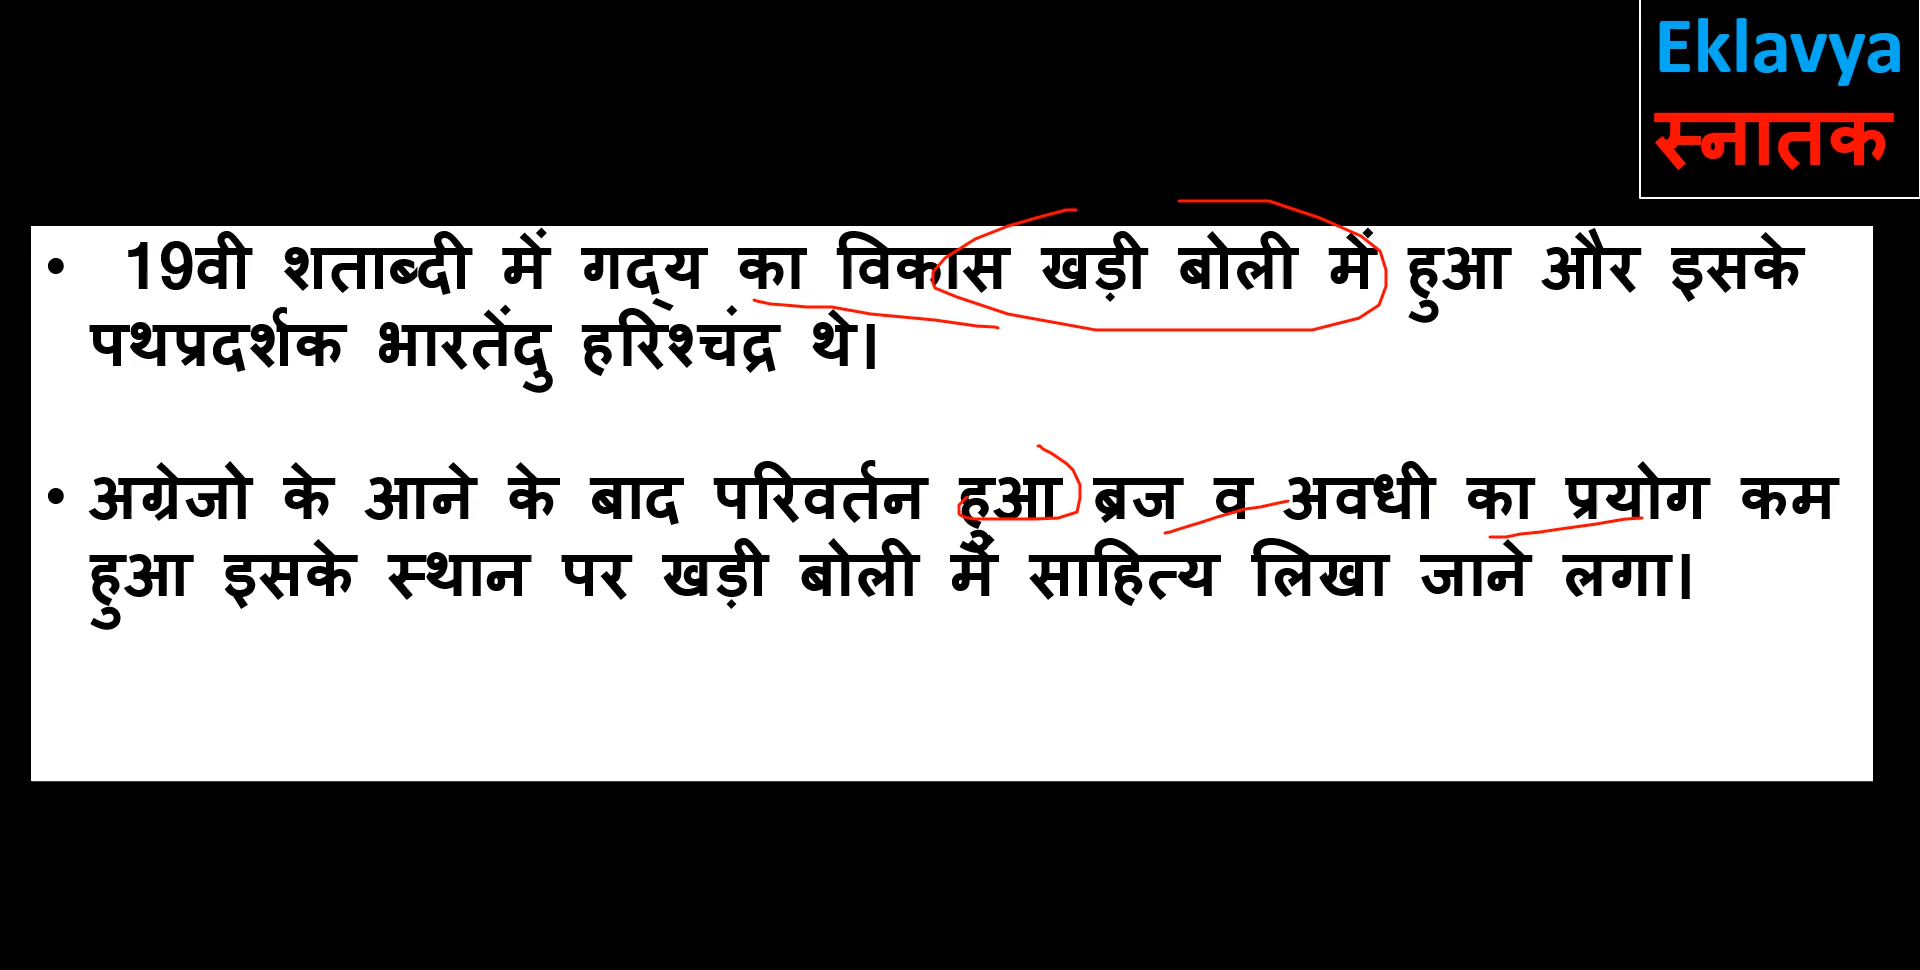 Eklavya
स्नातक
• 19वी शताब्दी में गद्य का विकास खड़ी बोली में हुआ और इसके
पथप्रदर्शक भारतेंदु हरिश्चंद्र थे।
• अग्रेजो के आने के बाद परिवर्तन हुआ ब्रज व अवधी का प्रयोग कम
हुआ इसके स्थान पर खड़ी बोली में साहित्य लिखा जाने लगा।